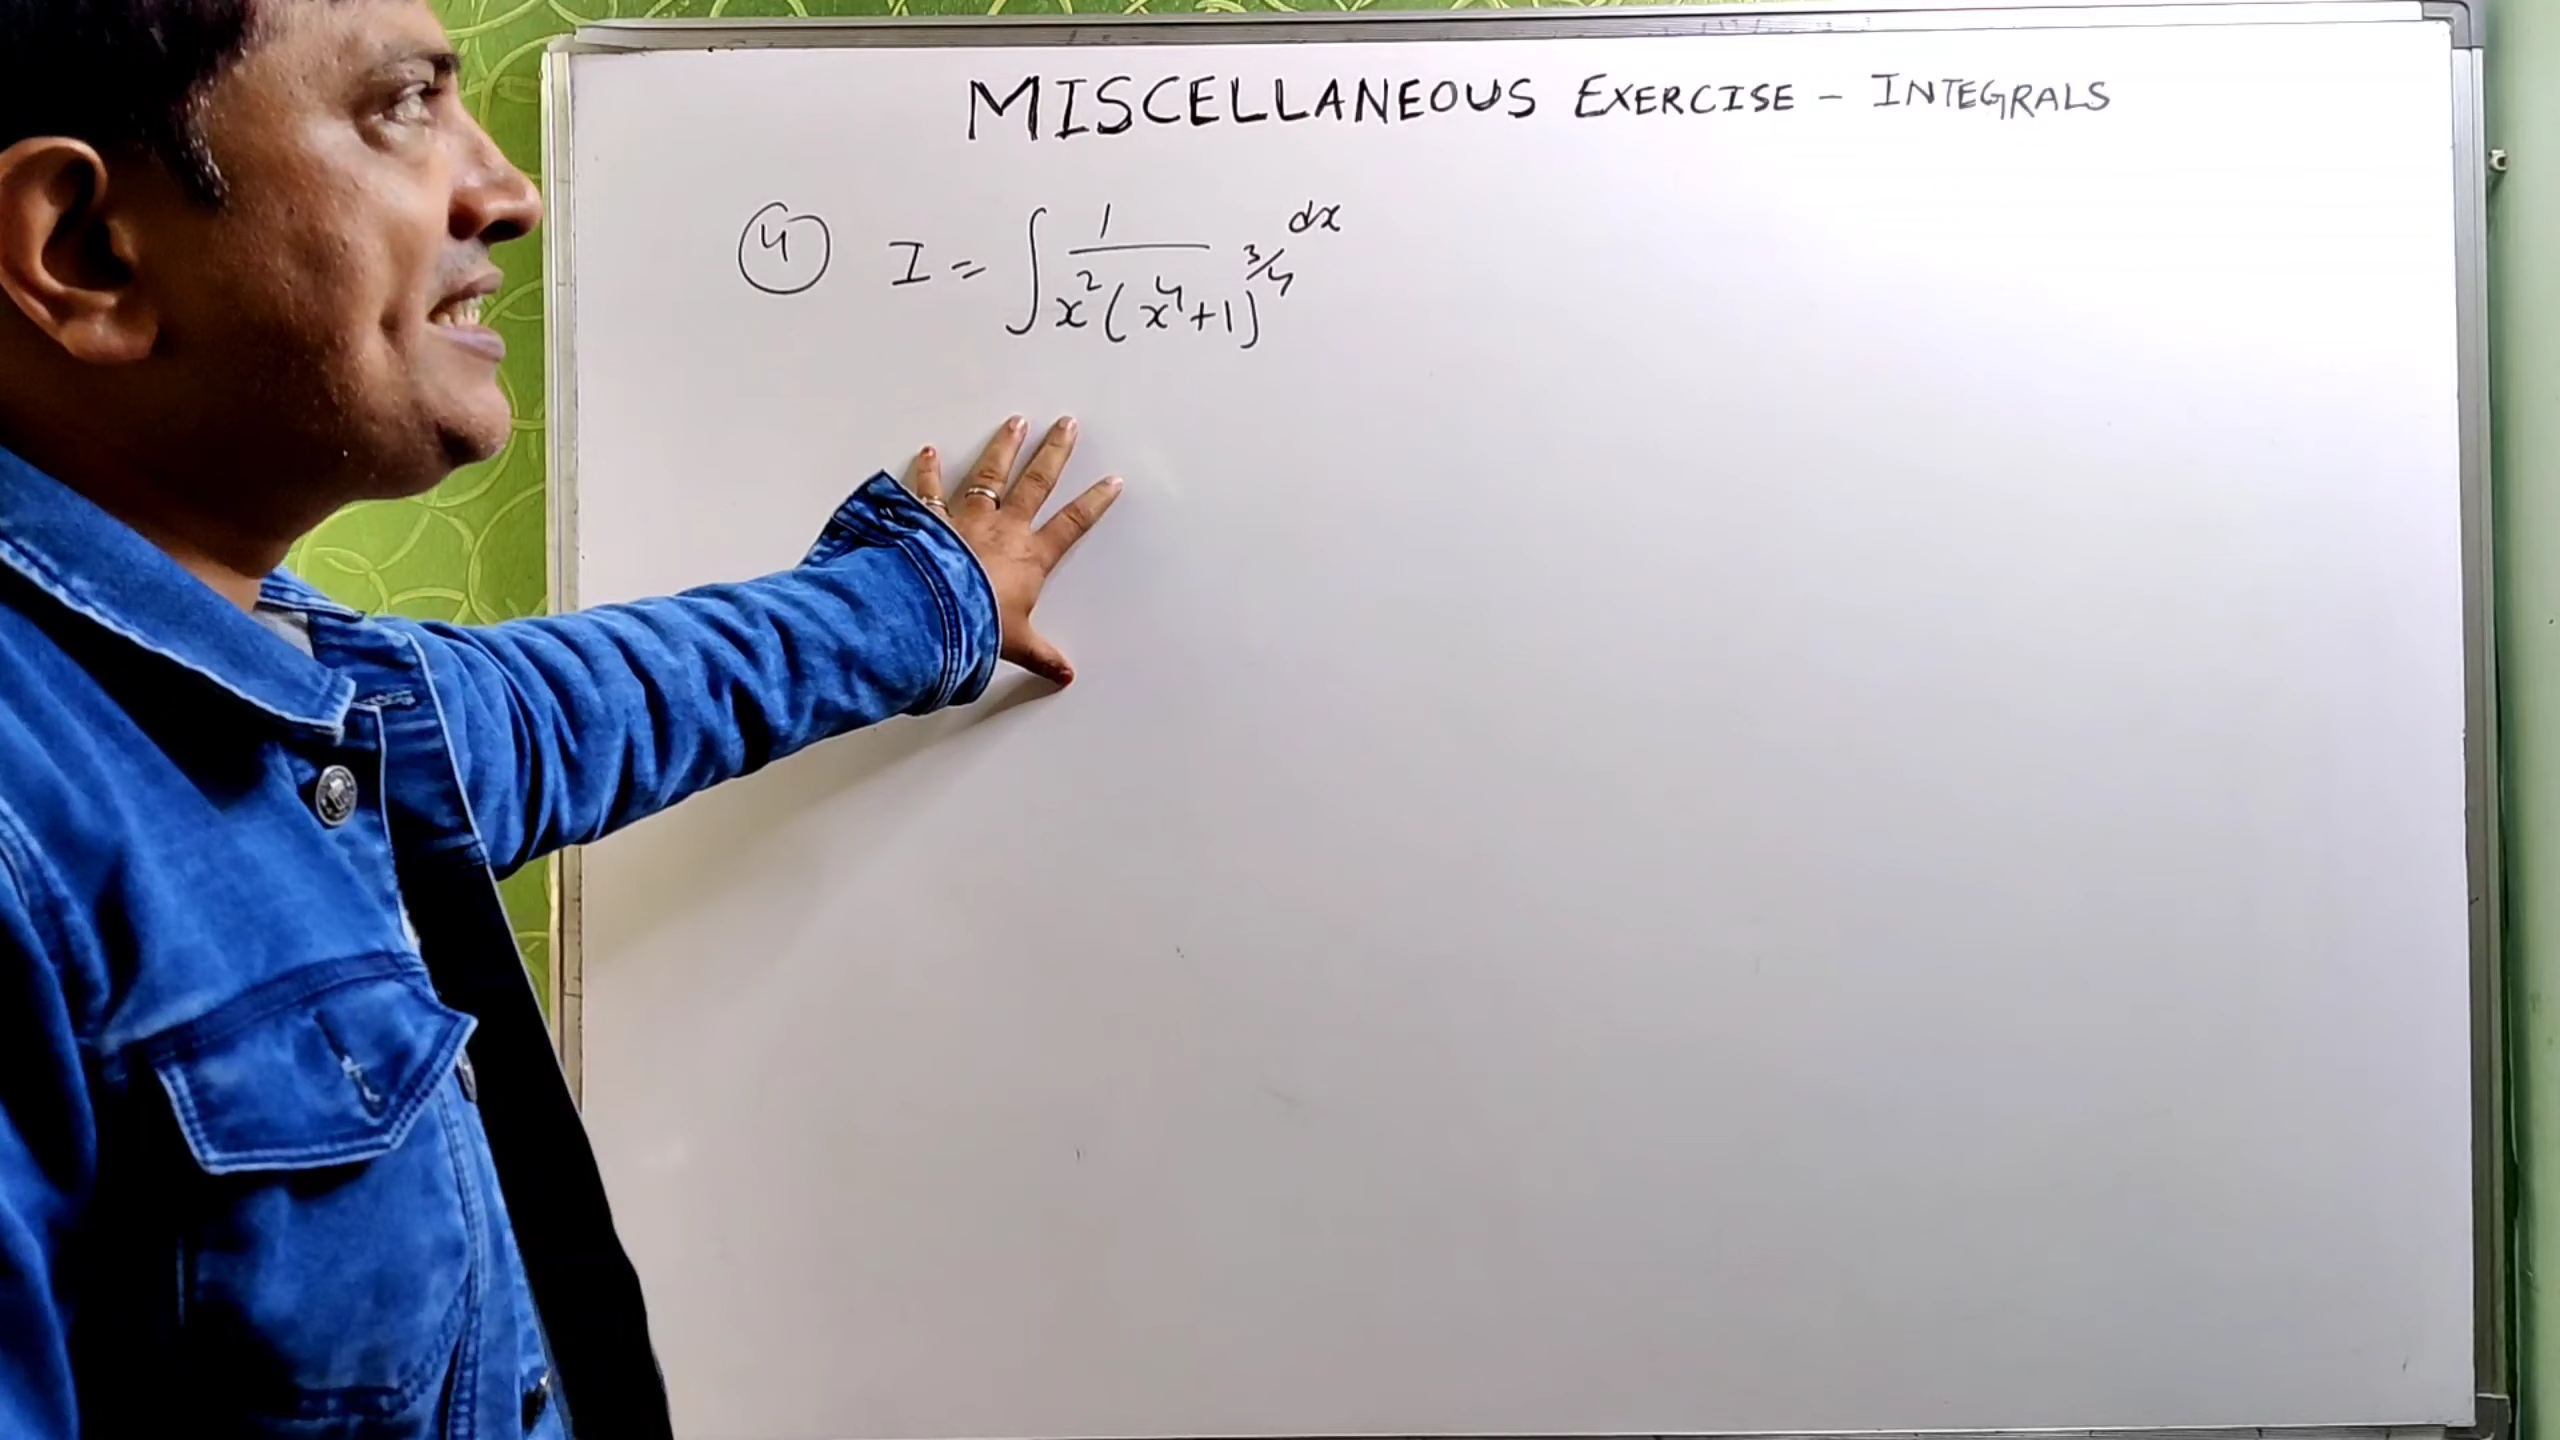 MISCELLANEOUS EXERCISE - INTEGRALS
④ I = ∫ 1/(x²(x⁴+1)^(3/4)) dx